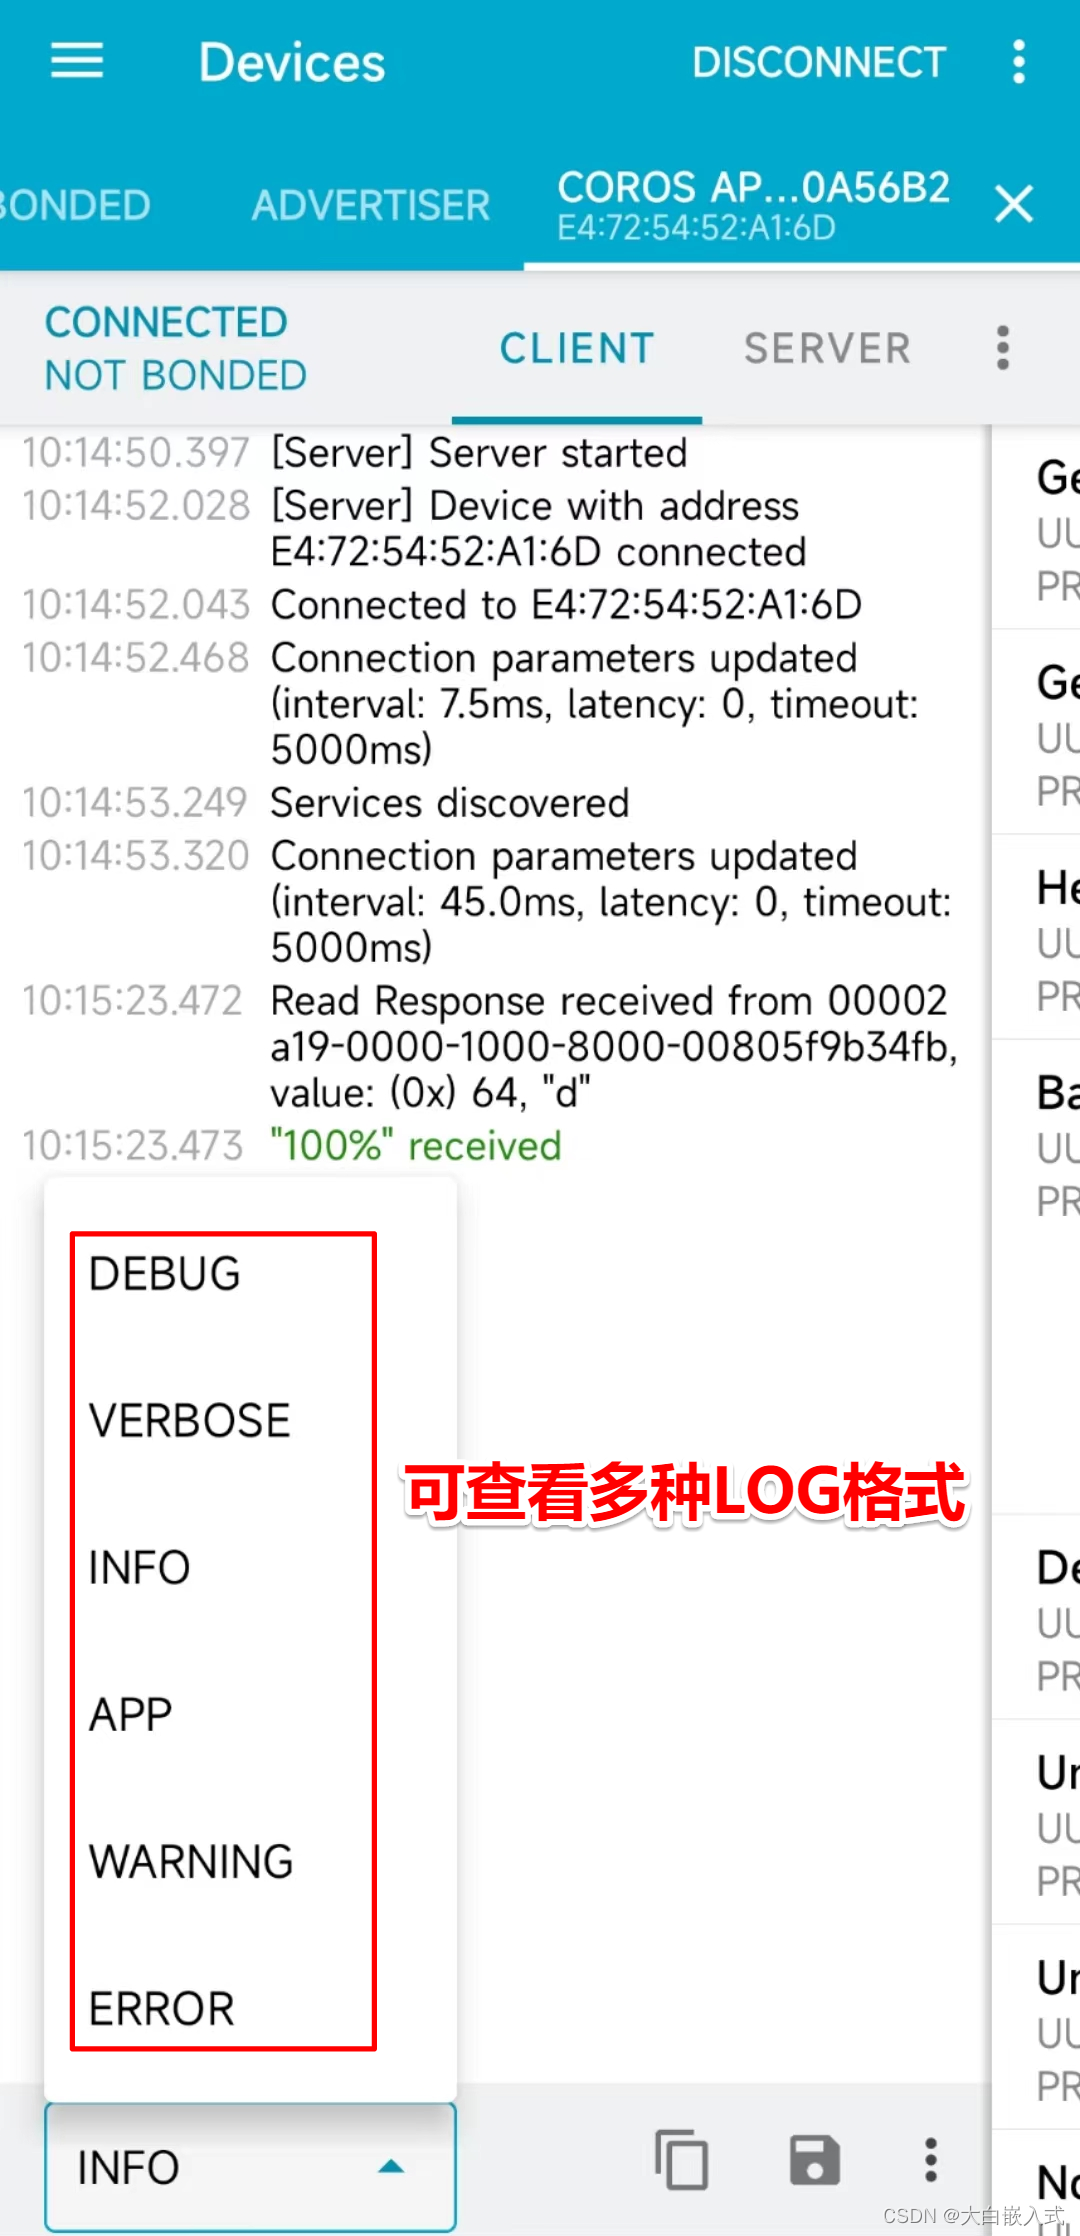 Devices DISCONNECT
BONDED ADVERTISER COROS AP...0A56B2
E4:72:54:52:A1:6D
CONNECTED
NOT BONDED
CLIENT SERVER
10:14:50.397 [Server] Server started
10:14:52.028 [Server] Device with address
E4:72:54:52:A1:6D connected
10:14:52.043 Connected to E4:72:54:52:A1:6D
10:14:52.468 Connection parameters updated
(interval: 7.5ms, latency: 0, timeout:
5000ms)
10:14:53.249 Services discovered
10:14:53.320 Connection parameters updated
(interval: 45.0ms, latency: 0, timeout:
5000ms)
10:15:23.472 Read Response received from 00002
a19-0000-1000-8000-00805f9b34fb,
value: (0x) 64, "d"
10:15:23.473 "100%" received
DEBUG
VERBOSE
INFO
APP
WARNING
ERROR
可查看多种LOG格式
INFO
Ge
UU
PR
Ge
UU
PR
He
UU
PR
Ba
UU
PR
De
UU
PR
Un
UU
PR
Un
UU
PR
No
CSDN @大白嵌入式